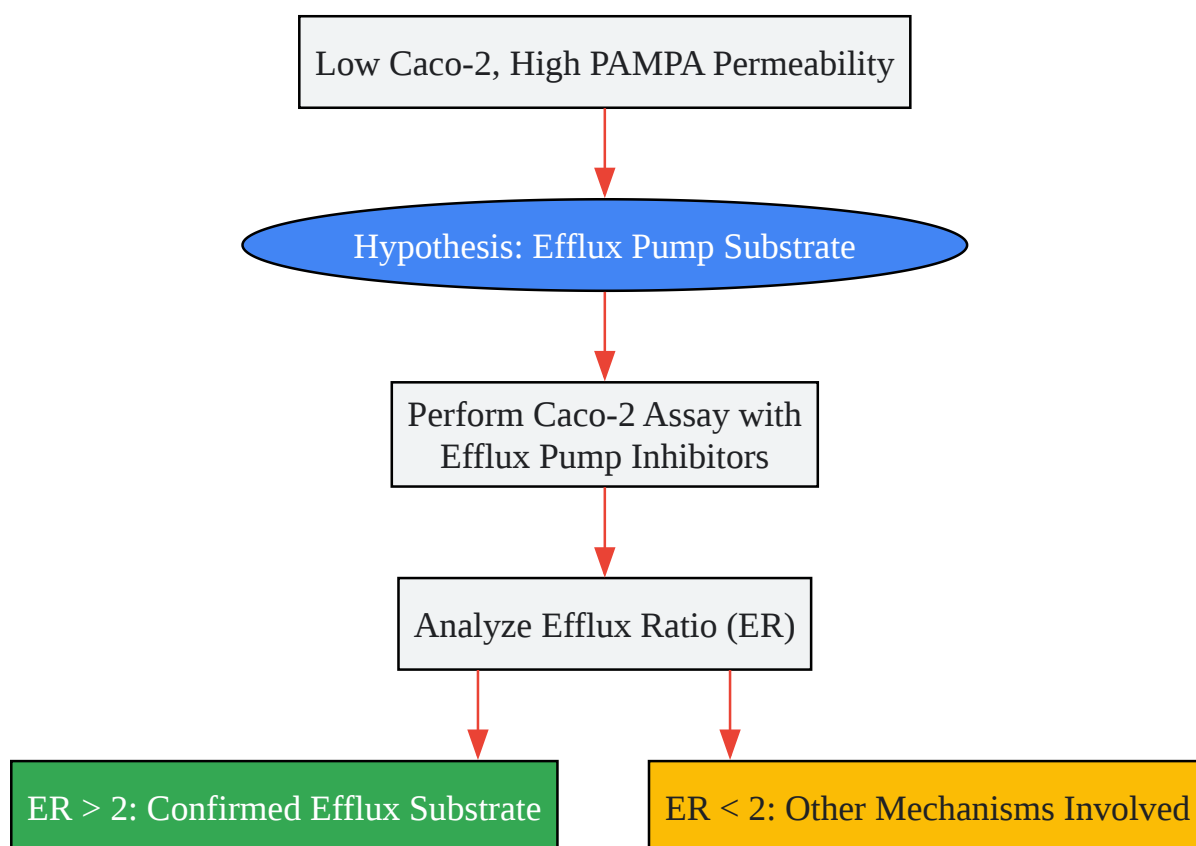 Low Caco-2, High PAMPA Permeability
Hypothesis: Efflux Pump Substrate
Perform Caco-2 Assay with
Efflux Pump Inhibitors
Analyze Efflux Ratio (ER)
ER > 2: Confirmed Efflux Substrate
ER < 2: Other Mechanisms Involved